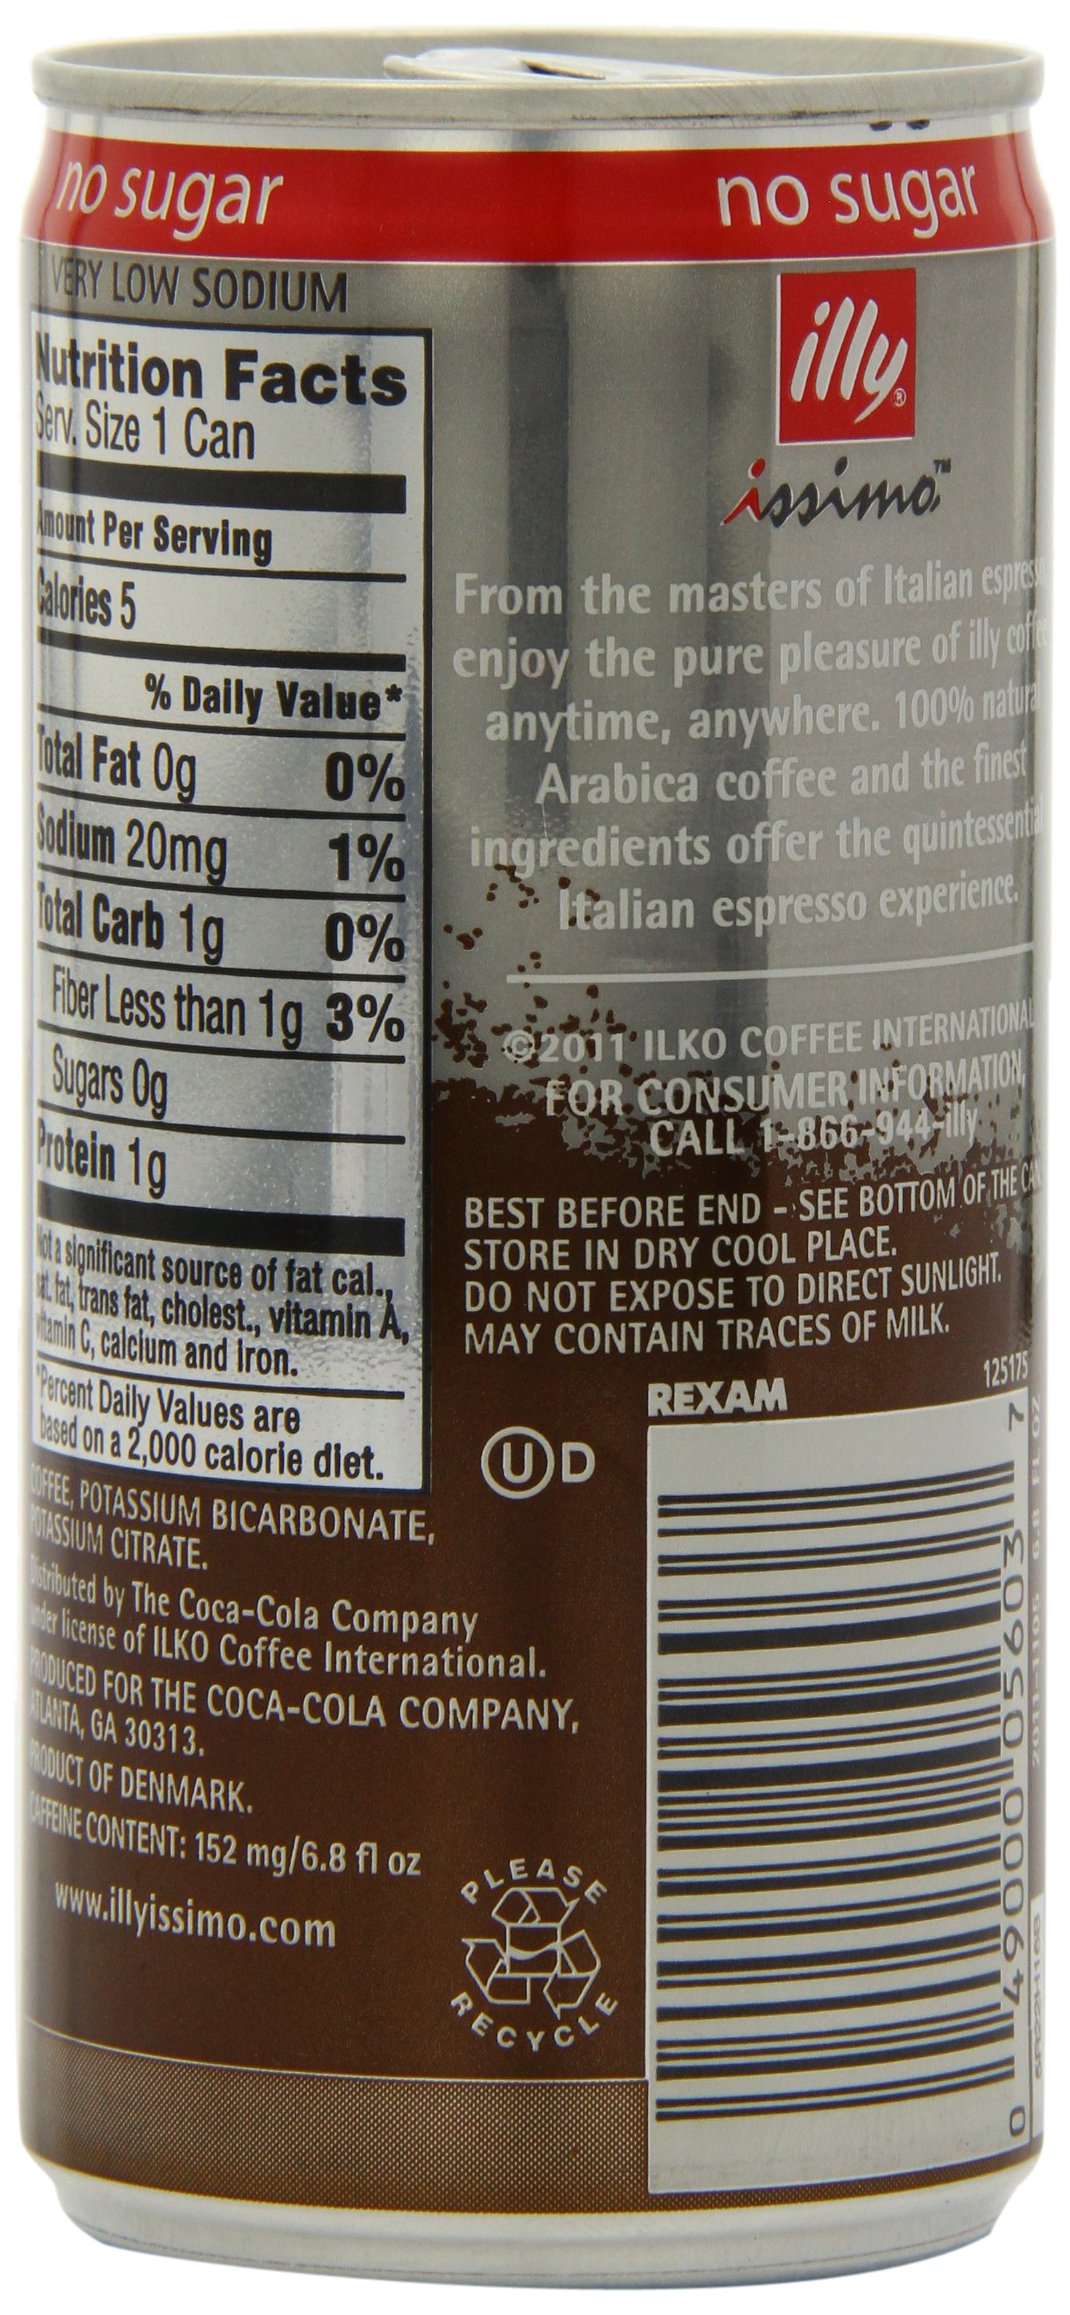 no sugar
no sugar
VERY LOW SODIUM
Nutrition Facts
Serv. Size 1 Can
Amount Per Serving
Calories 5
% Daily Value*
Total Fat 0g 0%
Sodium 20mg 1%
Total Carb 1g 0%
Fiber Less than 1g 3%
Sugars 0g
Protein 1g
Not a significant source of fat cal.,
sat. fat, trans fat, cholest., vitamin A,
vitamin C, calcium and iron.
*Percent Daily Values are
based on a 2,000 calorie diet.
COFFEE, POTASSIUM BICARBONATE,
POTASSIUM CITRATE.
Distributed by The Coca-Cola Company
under license of ILKO Coffee International.
PRODUCED FOR THE COCA-COLA COMPANY,
ATLANTA, GA 30313.
PRODUCT OF DENMARK.
CAFFEINE CONTENT: 152 mg/6.8 fl oz
www.illyissimo.com
illy®
issimo™
From the masters of Italian espresso,
enjoy the pure pleasure of illy coffee
anytime, anywhere. 100% natural
Arabica coffee and the finest
ingredients offer the quintessential
Italian espresso experience.
©2011 ILKO COFFEE INTERNATIONAL
FOR CONSUMER INFORMATION,
CALL 1-866-944-illy
BEST BEFORE END - SEE BOTTOM OF THE CAN
STORE IN DRY COOL PLACE.
DO NOT EXPOSE TO DIRECT SUNLIGHT.
MAY CONTAIN TRACES OF MILK.
REXAM
125175
U D
PLEASE
RECYCLE
0 49000 05603 7
6.8 FL OZ